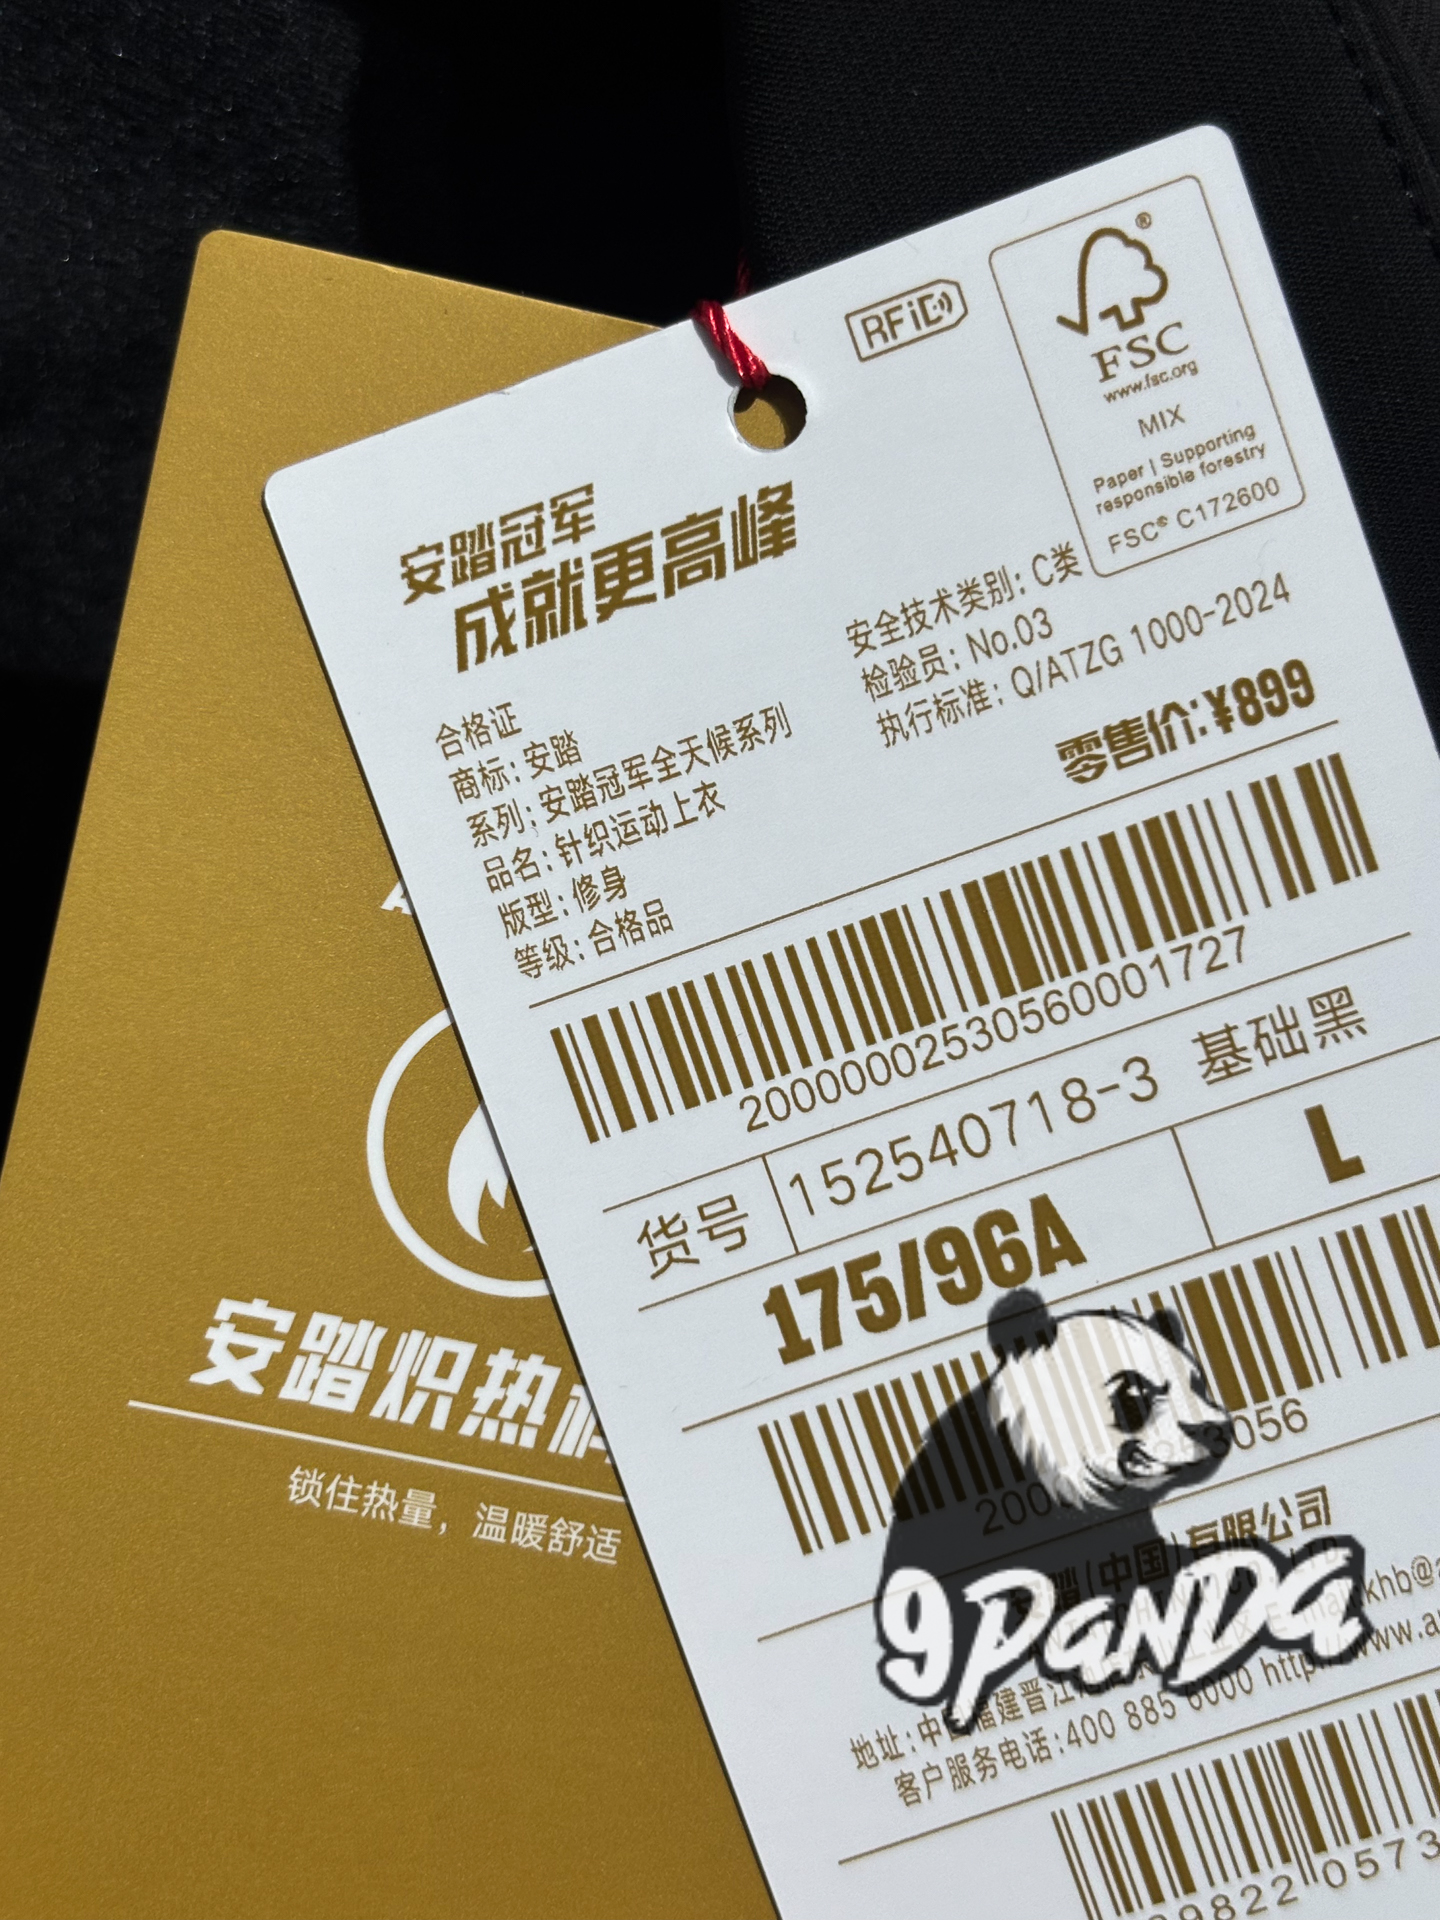 RFiD
FSC
www.fsc.org
MIX
Paper | Supporting
responsible forestry
FSC® C172600
安踏冠军
成就更高峰
合格证
商标：安踏
系列：安踏冠军全天候系列
品名：针织运动上衣
版型：修身
等级：合格品
安全技术类别：C类
检验员：No.03
执行标准：Q/ATZG 1000-2024
零售价:¥899
20000002530560001727
货号 152540718-3 基础黑
175/96A L
安踏(中国)有限公司
地址:中国福建晋江
客户服务电话:400 885 6000 http://www.a
9PaNDa
安踏炽热
锁住热量，温暖舒适